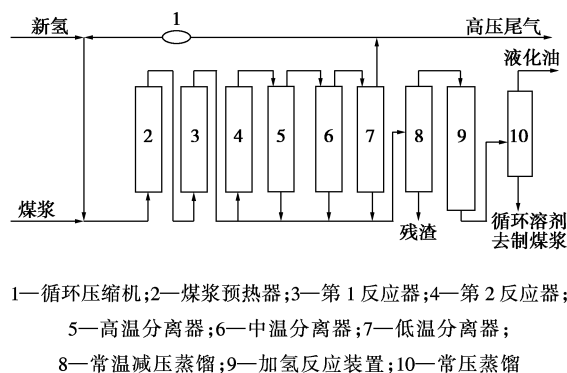 新氢
1
高压尾气
液化油
2
3
4
5
6
7
8
9
10
煤浆
残渣
循环溶剂
去制煤浆
1—循环压缩机;2—煤浆预热器;3—第1反应器;4—第2反应器;
5—高温分离器;6—中温分离器;7—低温分离器;
8—常温减压蒸馏;9—加氢反应装置;10—常压蒸馏